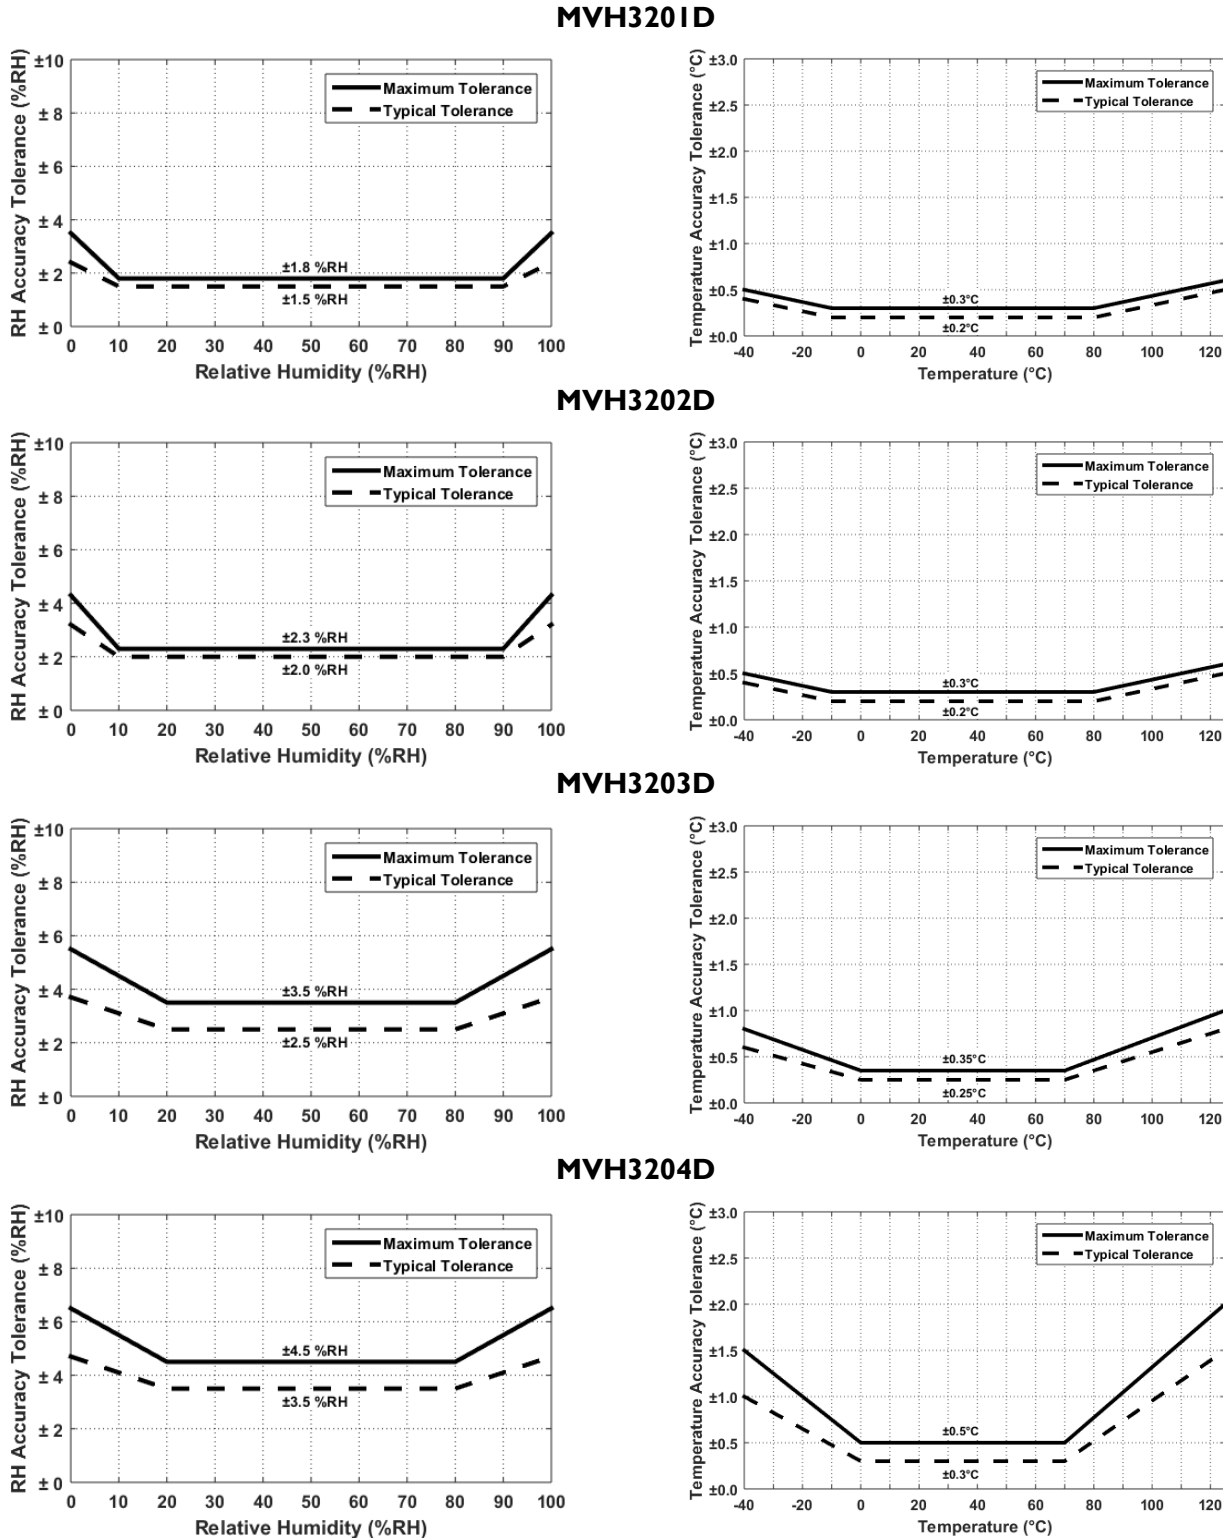 MVH3201D
RH Accuracy Tolerance (%RH)
±10
± 8
± 6
± 4
± 2
± 0
Maximum Tolerance
Typical Tolerance
±1.8 %RH
±1.5 %RH
0 10 20 30 40 50 60 70 80 90 100
Relative Humidity (%RH)
Temperature Accuracy Tolerance (°C)
±3.0
±2.5
±2.0
±1.5
±1.0
±0.5
±0.0
Maximum Tolerance
Typical Tolerance
±0.3°C
±0.2°C
-40 -20 0 20 40 60 80 100 120
Temperature (°C)
MVH3202D
RH Accuracy Tolerance (%RH)
±10
± 8
± 6
± 4
± 2
± 0
Maximum Tolerance
Typical Tolerance
±2.3 %RH
±2.0 %RH
0 10 20 30 40 50 60 70 80 90 100
Relative Humidity (%RH)
Temperature Accuracy Tolerance (°C)
±3.0
±2.5
±2.0
±1.5
±1.0
±0.5
±0.0
Maximum Tolerance
Typical Tolerance
±0.3°C
±0.2°C
-40 -20 0 20 40 60 80 100 120
Temperature (°C)
MVH3203D
RH Accuracy Tolerance (%RH)
±10
± 8
± 6
± 4
± 2
± 0
Maximum Tolerance
Typical Tolerance
±3.5 %RH
±2.5 %RH
0 10 20 30 40 50 60 70 80 90 100
Relative Humidity (%RH)
Temperature Accuracy Tolerance (°C)
±3.0
±2.5
±2.0
±1.5
±1.0
±0.5
±0.0
Maximum Tolerance
Typical Tolerance
±0.35°C
±0.25°C
-40 -20 0 20 40 60 80 100 120
Temperature (°C)
MVH3204D
RH Accuracy Tolerance (%RH)
±10
± 8
± 6
± 4
± 2
± 0
Maximum Tolerance
Typical Tolerance
±4.5 %RH
±3.5 %RH
0 10 20 30 40 50 60 70 80 90 100
Relative Humidity (%RH)
Temperature Accuracy Tolerance (°C)
±3.0
±2.5
±2.0
±1.5
±1.0
±0.5
±0.0
Maximum Tolerance
Typical Tolerance
±0.5°C
±0.3°C
-40 -20 0 20 40 60 80 100 120
Temperature (°C)